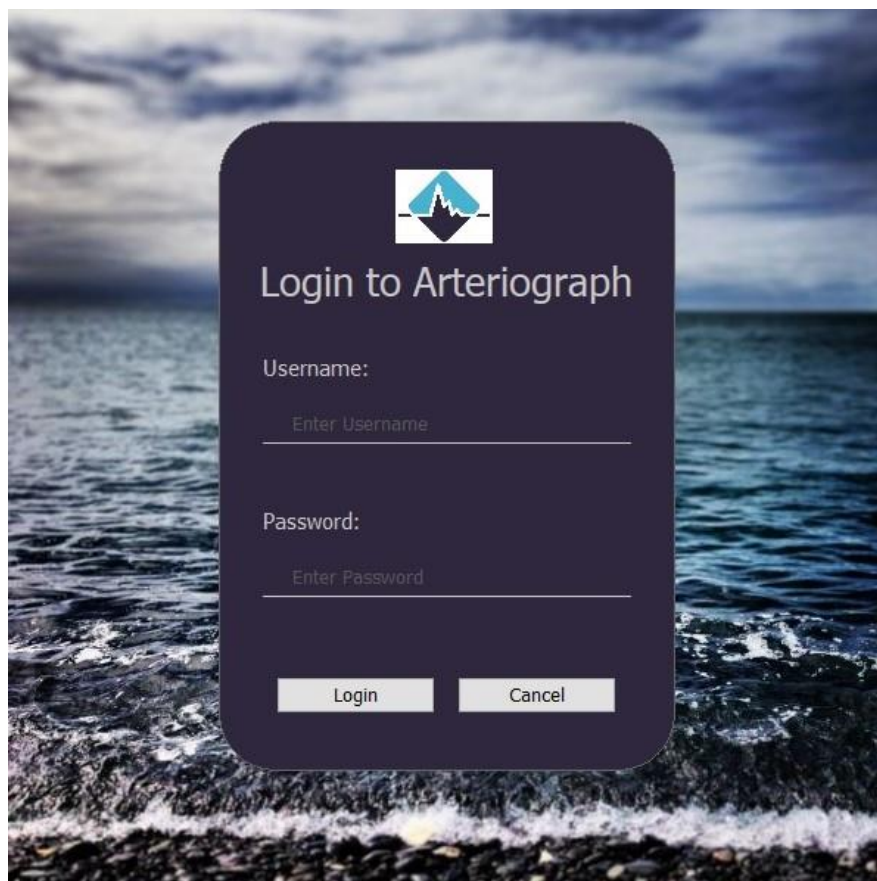 Login to Arteriograph
Username:
Enter Username
Password:
Enter Password
Login Cancel